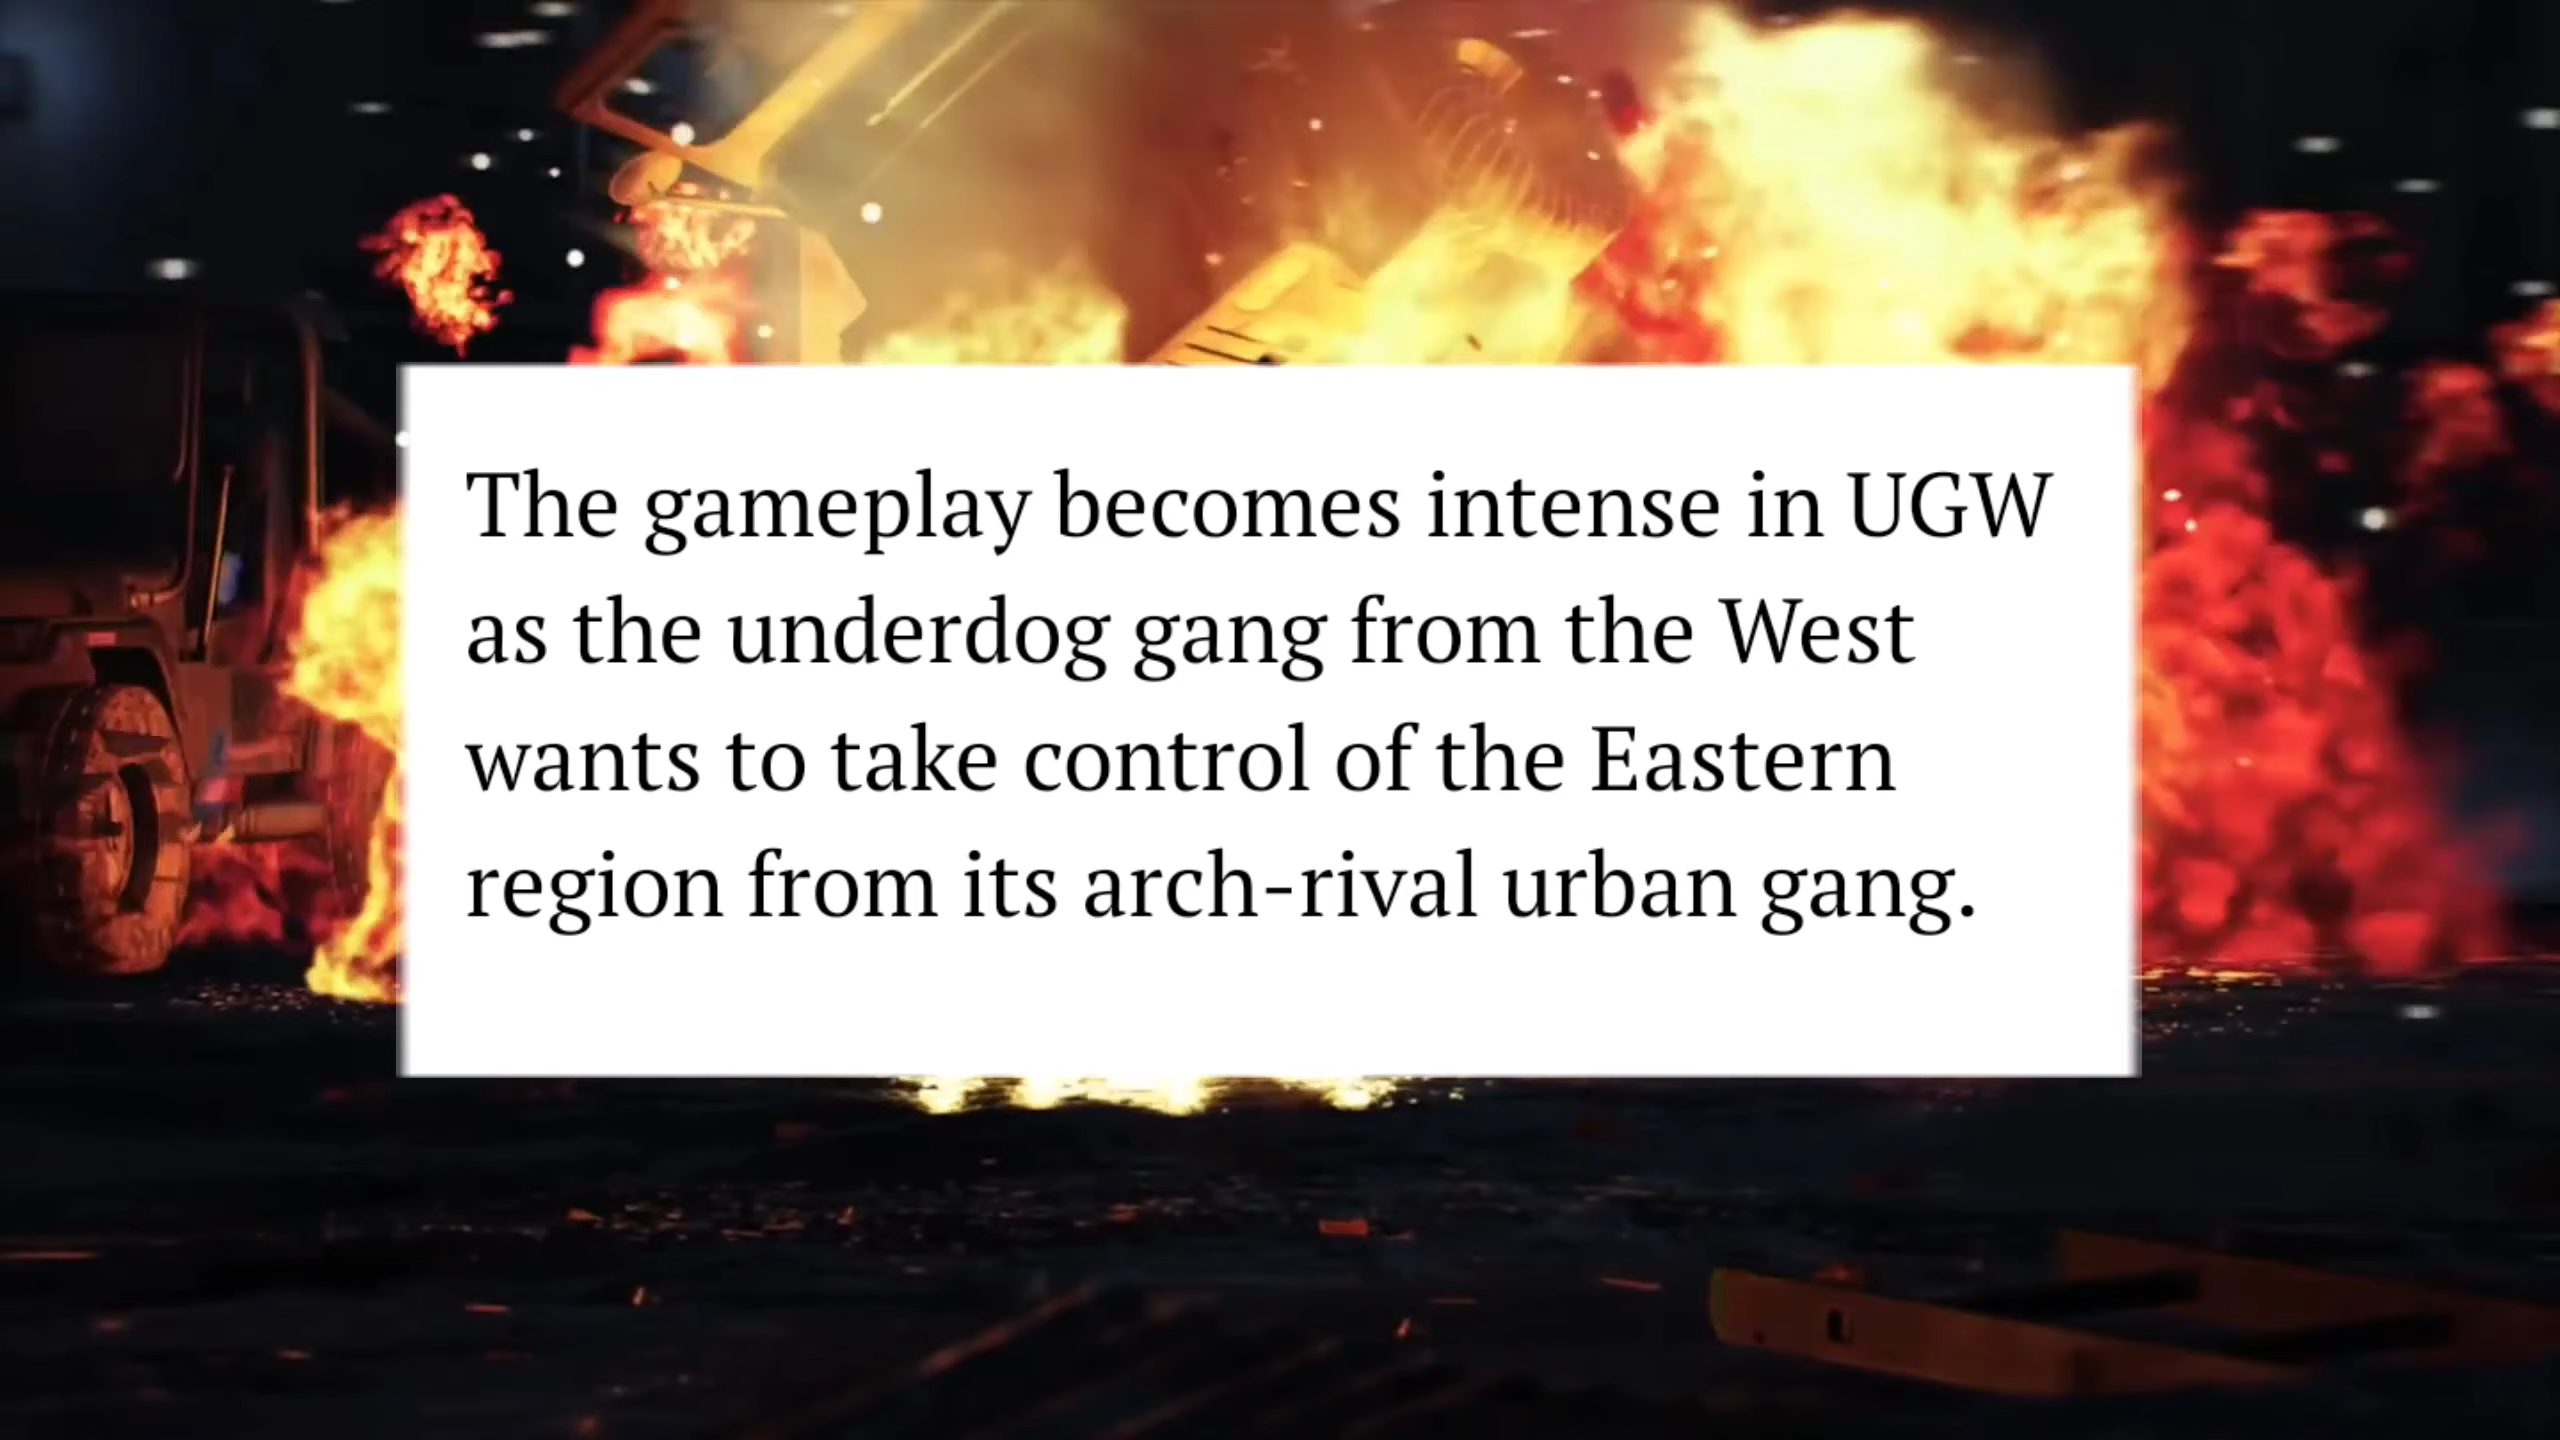 The gameplay becomes intense in UGW
as the underdog gang from the West
wants to take control of the Eastern
region from its arch-rival urban gang.